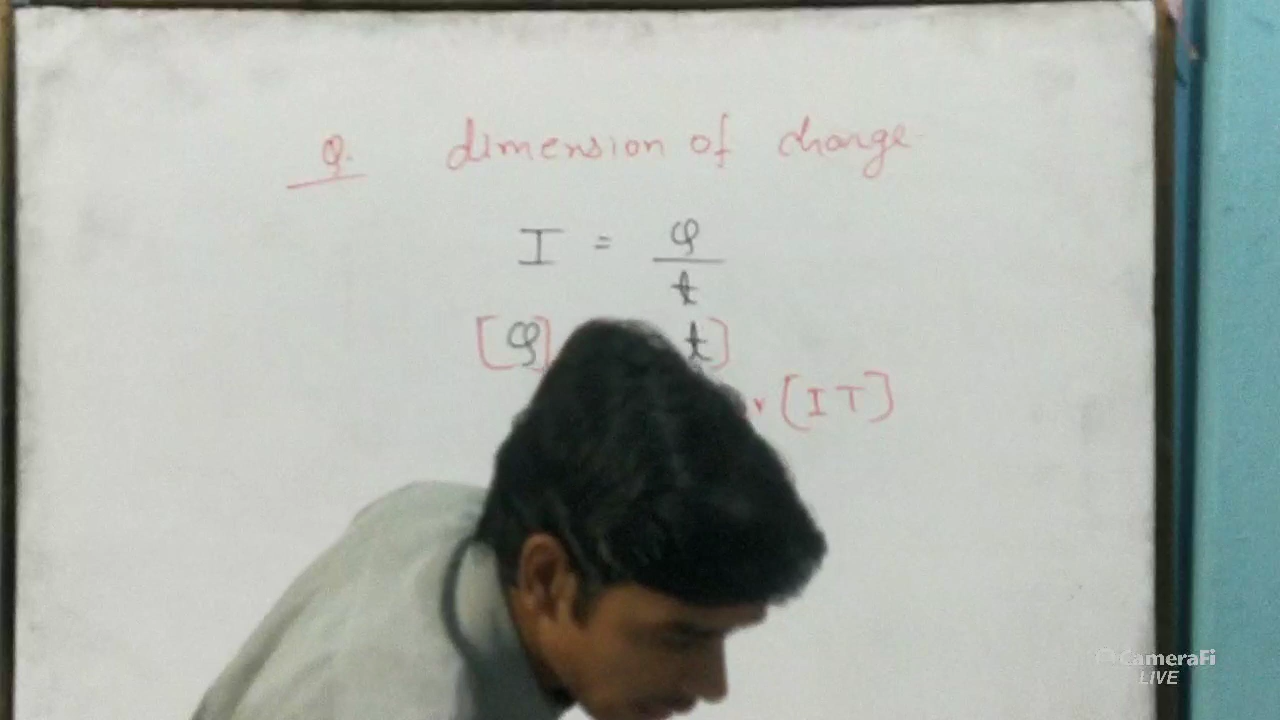 Q. dimension of charge
I = φ
t
[φ] t]
[IT]
CameraFi
LIVE